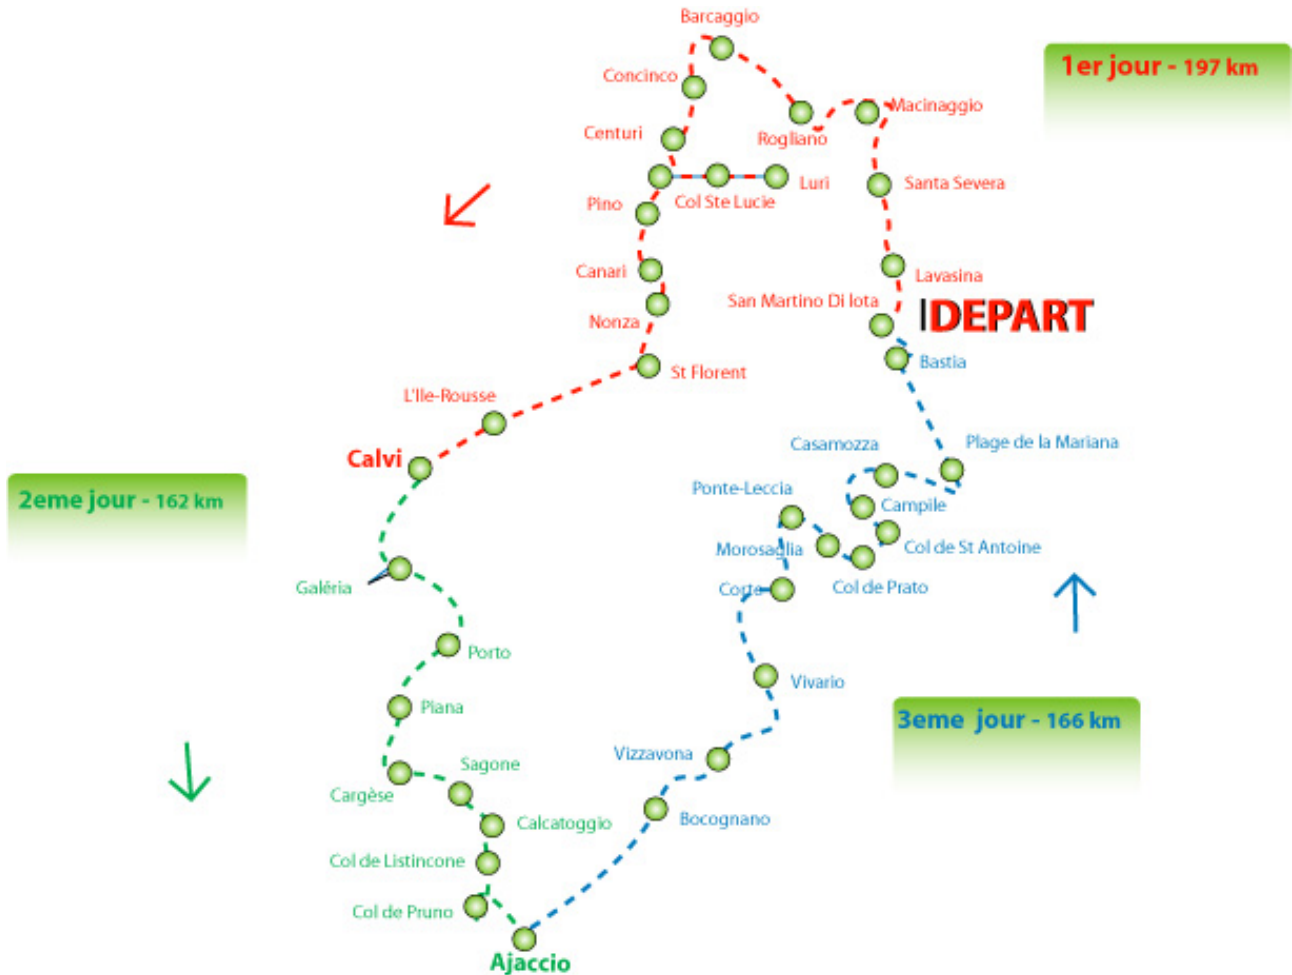 Barcaggio
1er jour - 197 km
Concinco
Macinaggio
Centuri
Rogliano
Luri
Santa Severa
Pino
Col Ste Lucie
Canari
Lavasina
San Martino Di lota
DEPART
Nonza
Bastia
St Florent
L'Ile-Rousse
Casamozza
Plage de la Mariana
Calvi
2eme jour - 162 km
Ponte-Leccia
Campile
Morosaglia
Col de St Antoine
Galéria
Corte
Col de Prato
Porto
Vivario
Piana
3eme jour - 166 km
Vizzavona
Sagone
Cargèse
Calcatoggio
Bocognano
Col de Listincone
Col de Pruno
Ajaccio